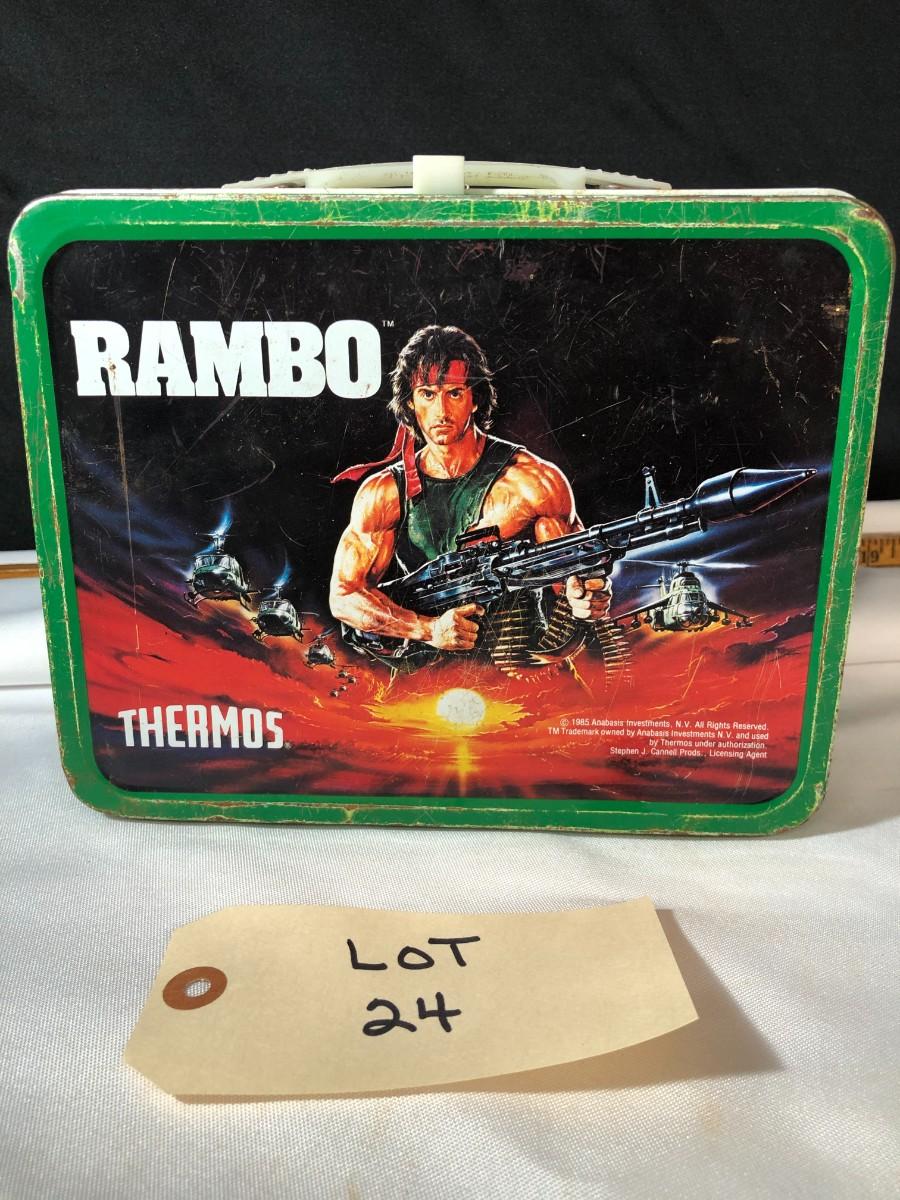 RAMBO™
THERMOS®
© 1985 Anabasis Investments, N.V. All Rights Reserved.
TM Trademark owned by Anabasis Investments N.V. and used
by Thermos under authorization.
Stephen J. Cannell Prods., Licensing Agent
19
LOT
24